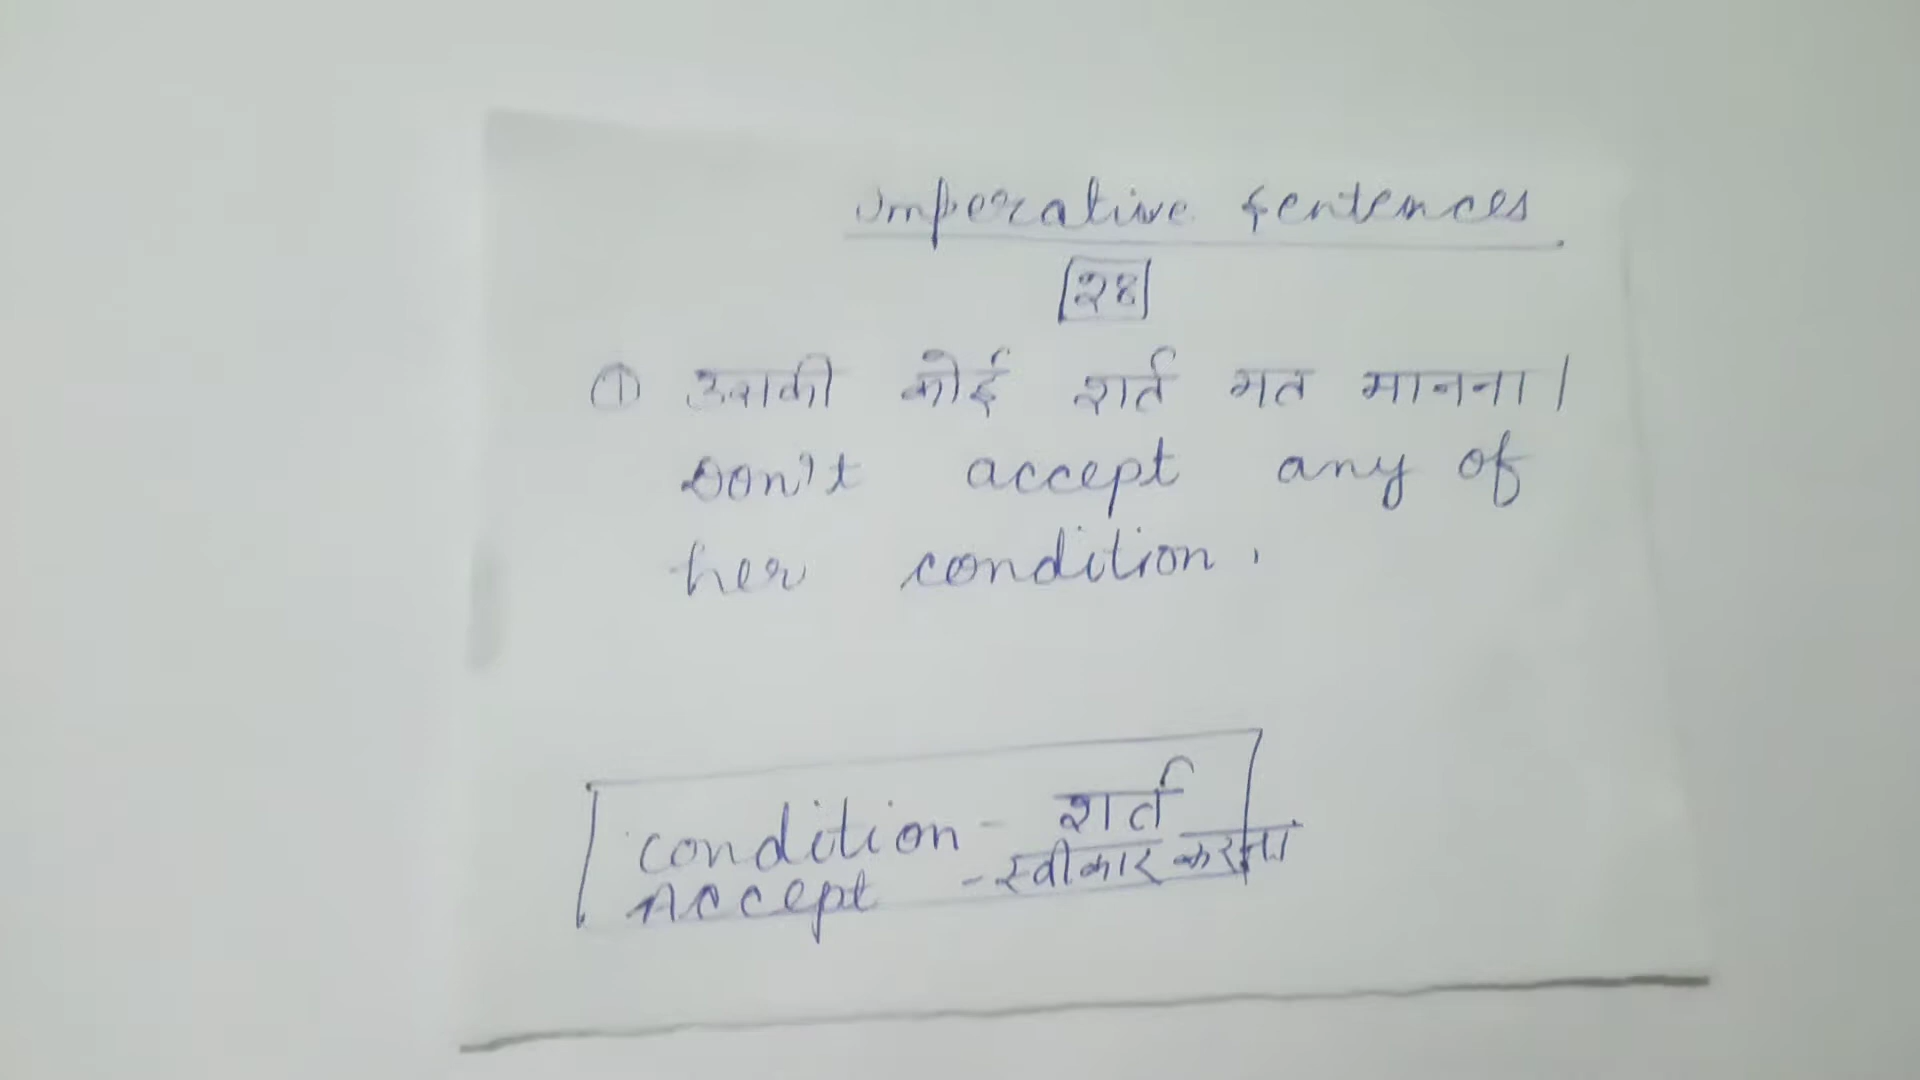 Imperative Sentences
२४
① उसकी कोई शर्त मत मानना।
Don't accept any of
her condition.
Condition - शर्त
Accept - स्वीकार करना